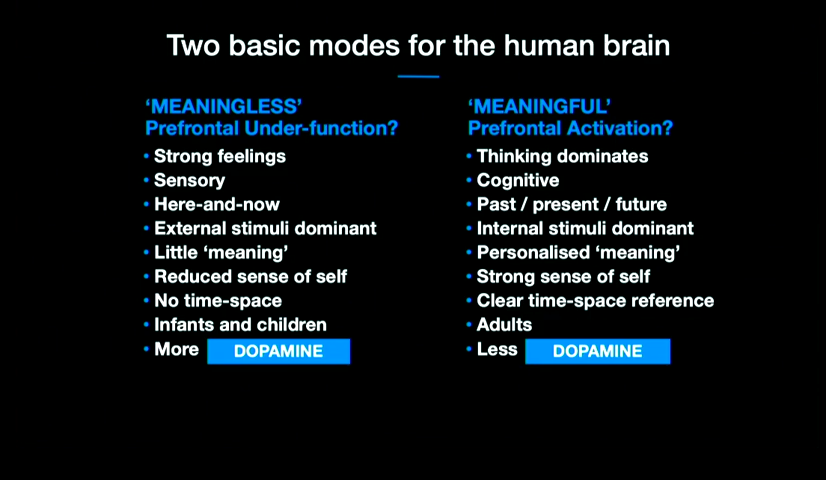 Two basic modes for the human brain
‘MEANINGLESS’
Prefrontal Under-function?
• Strong feelings
• Sensory
• Here-and-now
• External stimuli dominant
• Little ‘meaning’
• Reduced sense of self
• No time-space
• Infants and children
• More DOPAMINE
‘MEANINGFUL’
Prefrontal Activation?
• Thinking dominates
• Cognitive
• Past / present / future
• Internal stimuli dominant
• Personalised ‘meaning’
• Strong sense of self
• Clear time-space reference
• Adults
• Less DOPAMINE